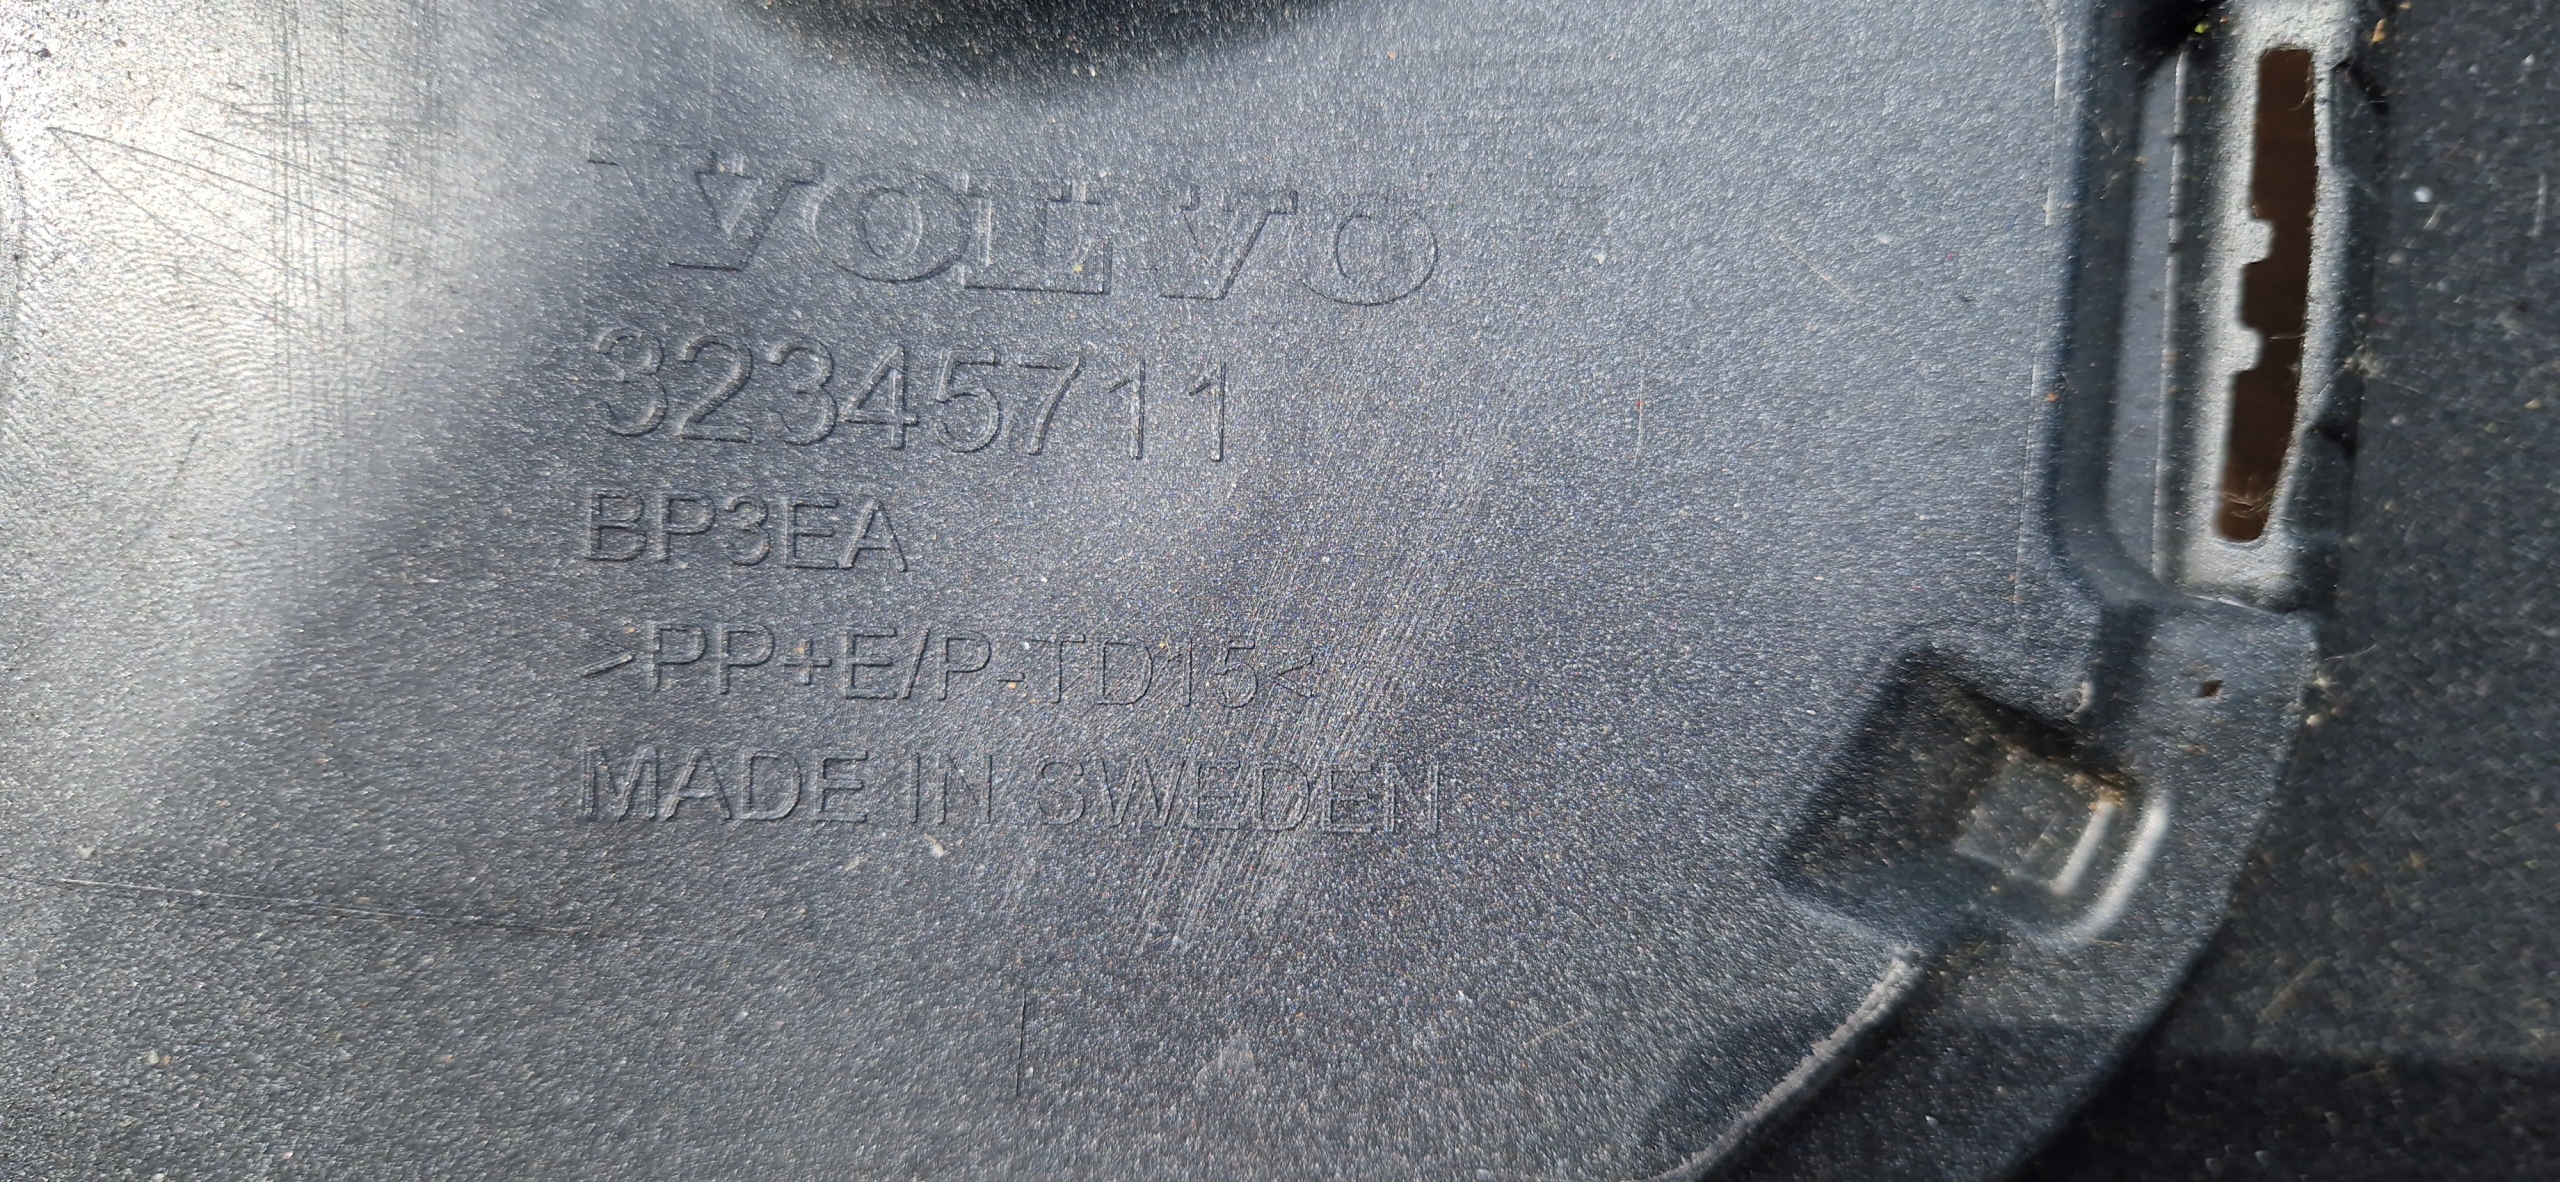 VOLVO
32345711
BP3EA
>PP+E/P-TD15<
MADE IN SWEDEN